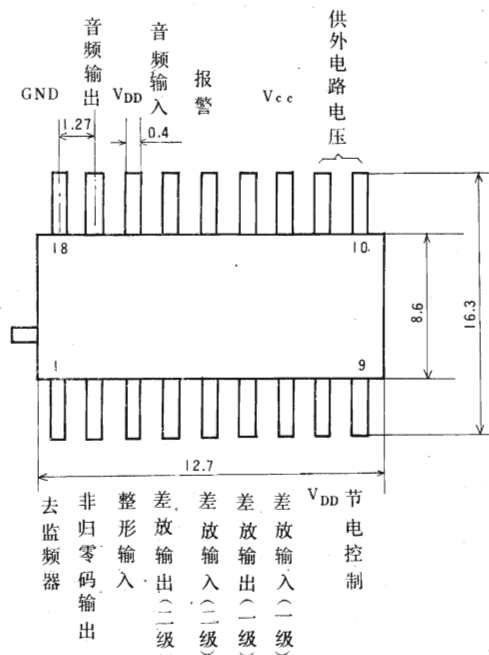 GND
音频输出
VDD
音频输入
报警
Vcc
供外电路电压
1.27
0.4
18
10
8.6
16.3
1
9
12.7
去监频器
非归零码输出
整形输入
差放输出(二级
差放输入(二级)
差放输出(一级)
差放输入(一级)
VDD
节电控制